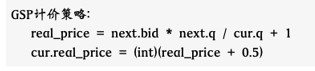 GSP计价策略:
real_price = next.bid * next.q / cur.q + 1
cur.real_price = (int)(real_price + 0.5)